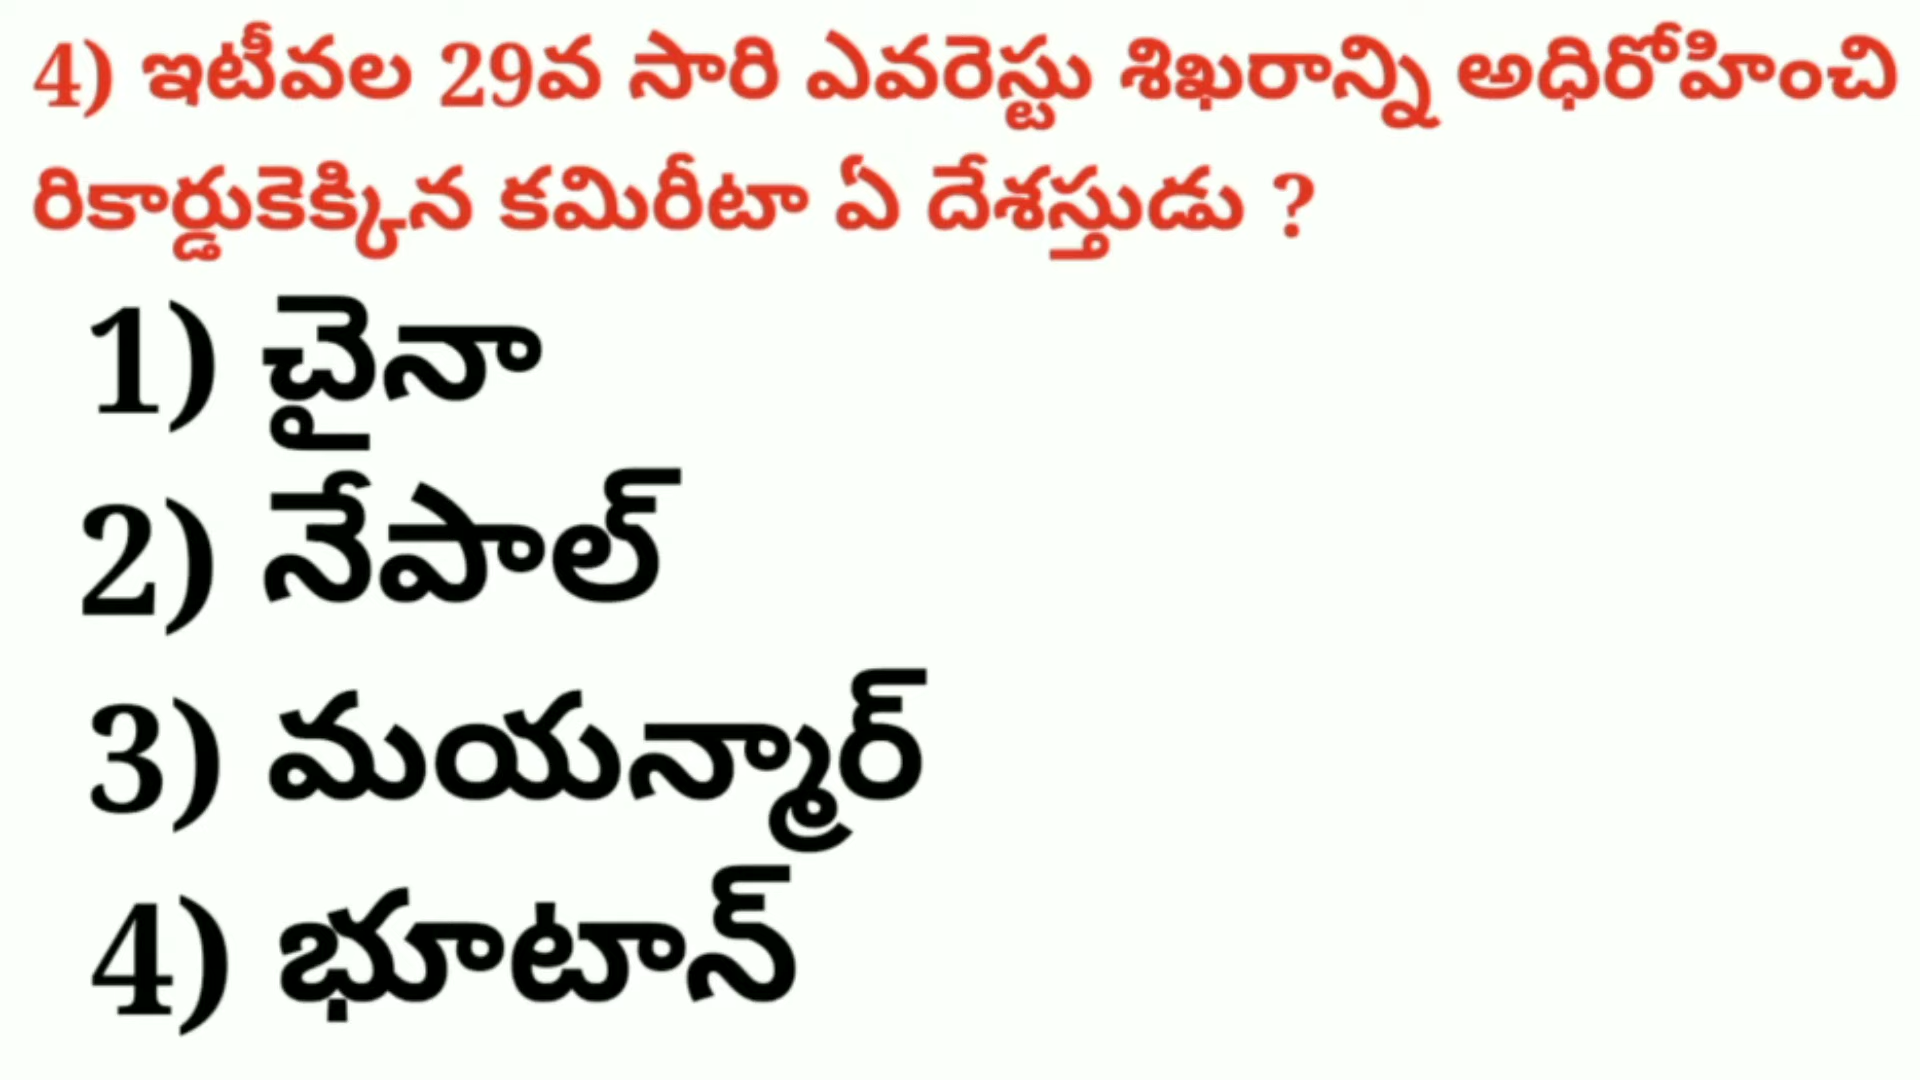 4) ఇటీవల 29వ సారి ఎవరెస్టు శిఖరాన్ని అధిరోహించి
రికార్డుకెక్కిన కమిరీటా ఏ దేశస్తుడు ?
1) చైనా
2) నేపాల్
3) మయన్మార్
4) భూటాన్